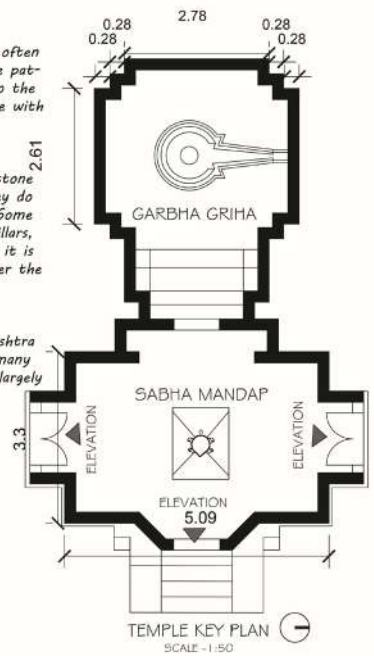 2.78
0.28 0.28
0.28 0.28
often
pat-
o the
e with
2.61
stone
y do
Some
llars,
it is
er the
GARBHA GRIHA
shtra
many
largely
SABHA MANDAP
3.3
ELEVATION
ELEVATION
ELEVATION
5.09
TEMPLE KEY PLAN
SCALE -1:50